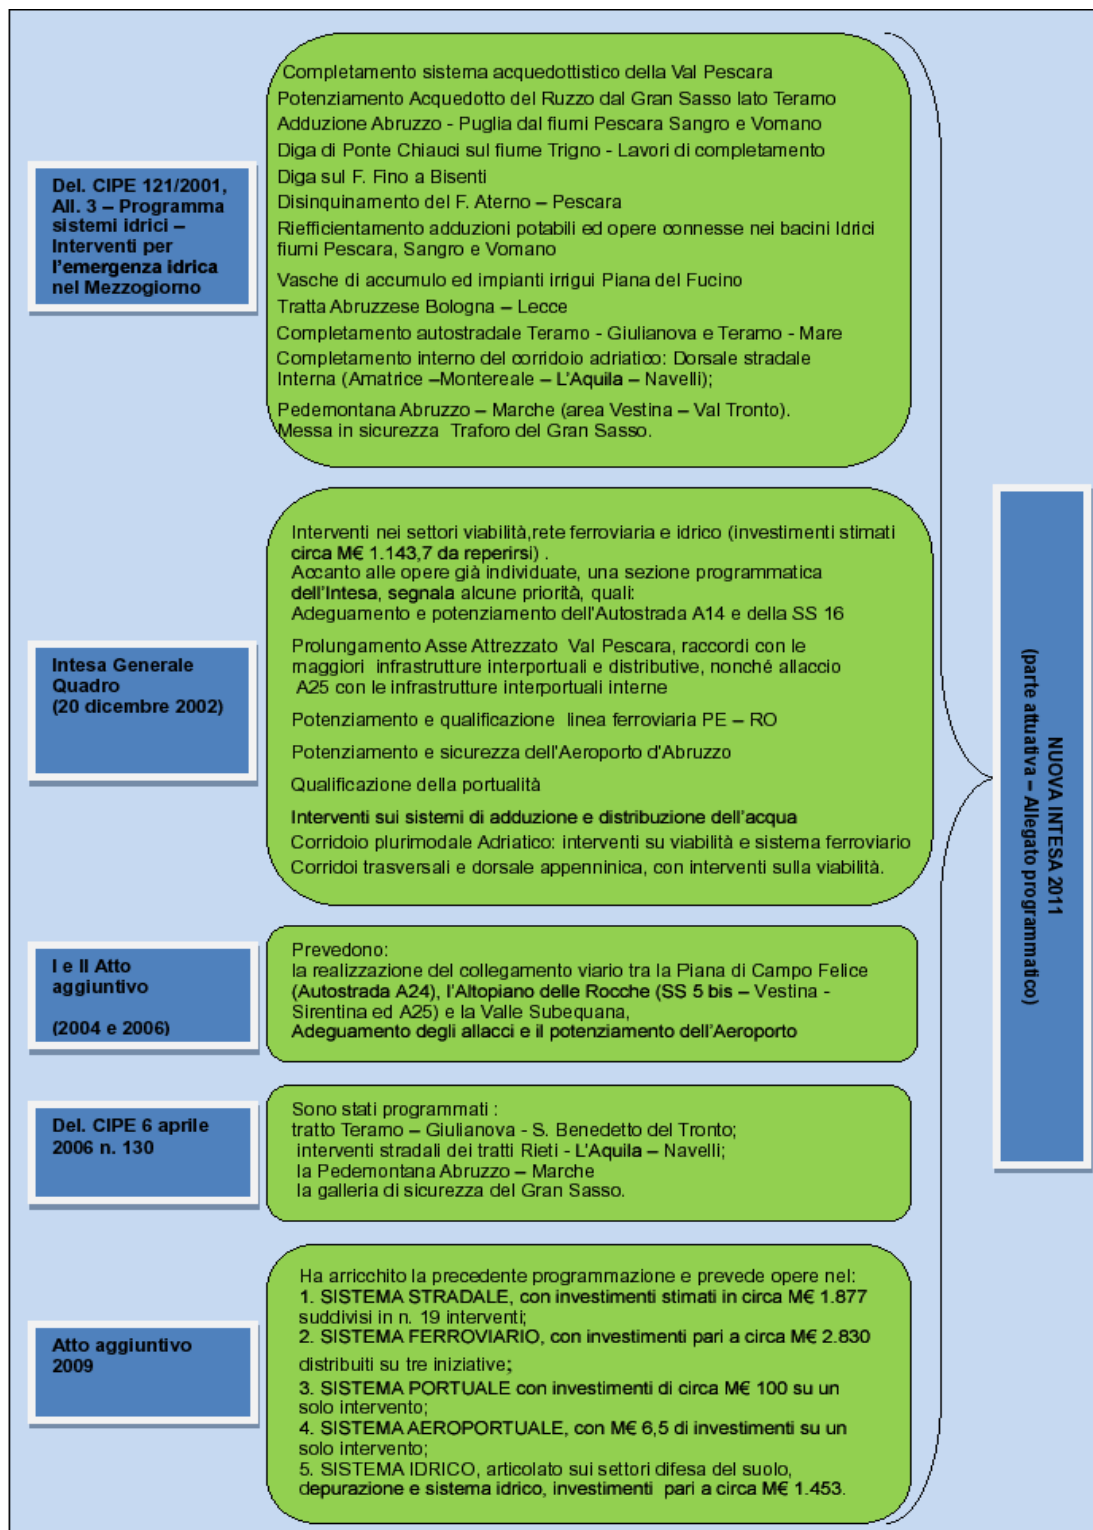 Del. CIPE 121/2001,
All. 3 – Programma
sistemi idrici –
Interventi per
l’emergenza idrica
nel Mezzogiorno
Completamento sistema acquedottistico della Val Pescara
Potenziamento Acquedotto del Ruzzo dal Gran Sasso lato Teramo
Adduzione Abruzzo - Puglia dal fiumi Pescara Sangro e Vomano
Diga di Ponte Chiauci sul fiume Trigno - Lavori di completamento
Diga sul F. Fino a Bisenti
Disinquinamento del F. Aterno – Pescara
Riefficientamento adduzioni potabili ed opere connesse nei bacini Idrici
fiumi Pescara, Sangro e Vomano
Vasche di accumulo ed impianti irrigui Piana del Fucino
Tratta Abruzzese Bologna – Lecce
Completamento autostradale Teramo - Giulianova e Teramo - Mare
Completamento interno del corridoio adriatico: Dorsale stradale
Interna (Amatrice –Montereale – L’Aquila – Navelli);
Pedemontana Abruzzo – Marche (area Vestina – Val Tronto).
Messa in sicurezza Traforo del Gran Sasso.
Intesa Generale
Quadro
(20 dicembre 2002)
Interventi nei settori viabilità,rete ferroviaria e idrico (investimenti stimati
circa M€ 1.143,7 da reperirsi) .
Accanto alle opere già individuate, una sezione programmatica
dell’Intesa, segnala alcune priorità, quali:
Adeguamento e potenziamento dell’Autostrada A14 e della SS 16
Prolungamento Asse Attrezzato Val Pescara, raccordi con le
maggiori infrastrutture interportuali e distributive, nonché allaccio
A25 con le infrastrutture interportuali interne
Potenziamento e qualificazione linea ferroviaria PE – RO
Potenziamento e sicurezza dell’Aeroporto d’Abruzzo
Qualificazione della portualità
Interventi sui sistemi di adduzione e distribuzione dell’acqua
Corridoio plurimodale Adriatico: interventi su viabilità e sistema ferroviario
Corridoi trasversali e dorsale appenninica, con interventi sulla viabilità.
I e II Atto
aggiuntivo
(2004 e 2006)
Prevedono:
la realizzazione del collegamento viario tra la Piana di Campo Felice
(Autostrada A24), l’Altopiano delle Rocche (SS 5 bis – Vestina -
Sirentina ed A25) e la Valle Subequana,
Adeguamento degli allacci e il potenziamento dell’Aeroporto
Del. CIPE 6 aprile
2006 n. 130
Sono stati programmati :
tratto Teramo – Giulianova - S. Benedetto del Tronto;
interventi stradali dei tratti Rieti - L’Aquila – Navelli;
la Pedemontana Abruzzo – Marche
la galleria di sicurezza del Gran Sasso.
Atto aggiuntivo
2009
Ha arricchito la precedente programmazione e prevede opere nel:
1. SISTEMA STRADALE, con investimenti stimati in circa M€ 1.877
suddivisi in n. 19 interventi;
2. SISTEMA FERROVIARIO, con investimenti pari a circa M€ 2.830
distribuiti su tre iniziative;
3. SISTEMA PORTUALE con investimenti di circa M€ 100 su un
solo intervento;
4. SISTEMA AEROPORTUALE, con M€ 6,5 di investimenti su un
solo intervento;
5. SISTEMA IDRICO, articolato sui settori difesa del suolo,
depurazione e sistema idrico, investimenti pari a circa M€ 1.453.
NUOVA INTESA 2011
(parte attuativa – Allegato programmatico)